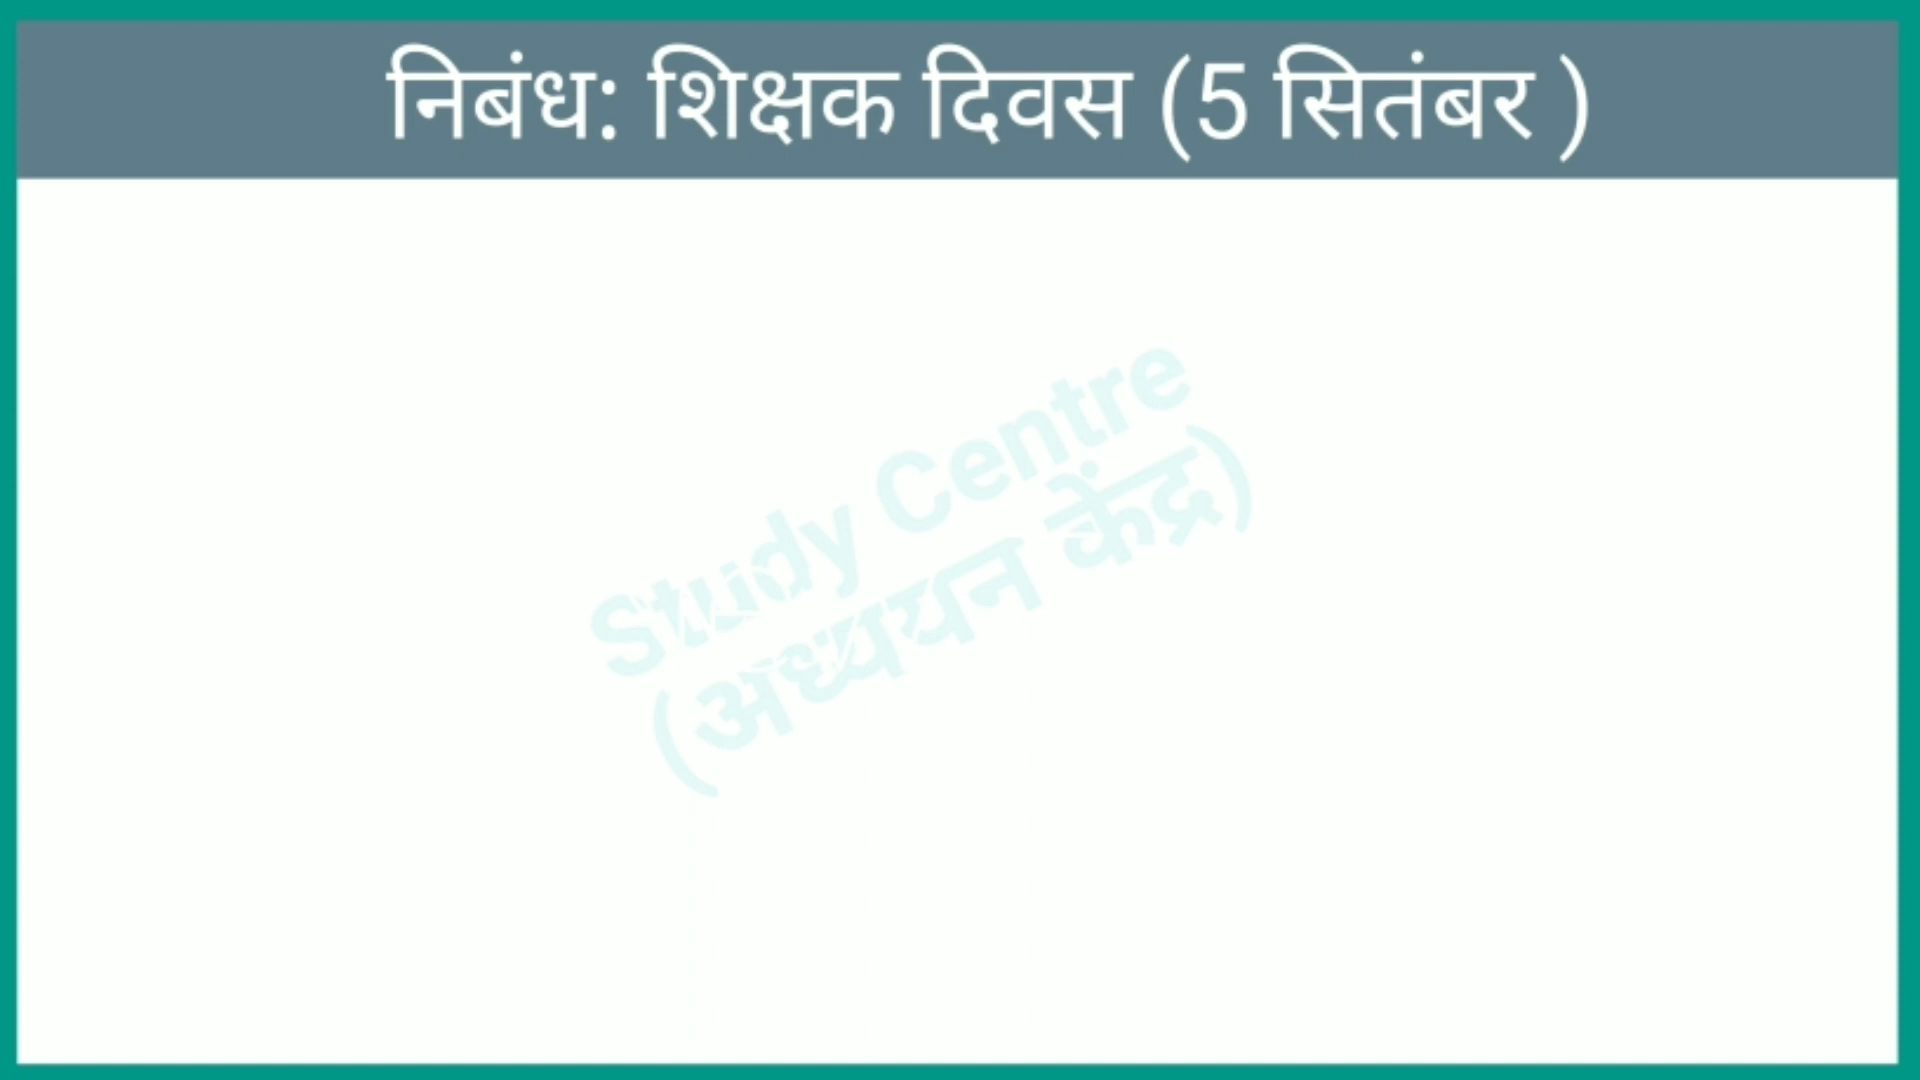 निबंध: शिक्षक दिवस (5 सितंबर )
Study Centre
(अध्ययन केंद्र)